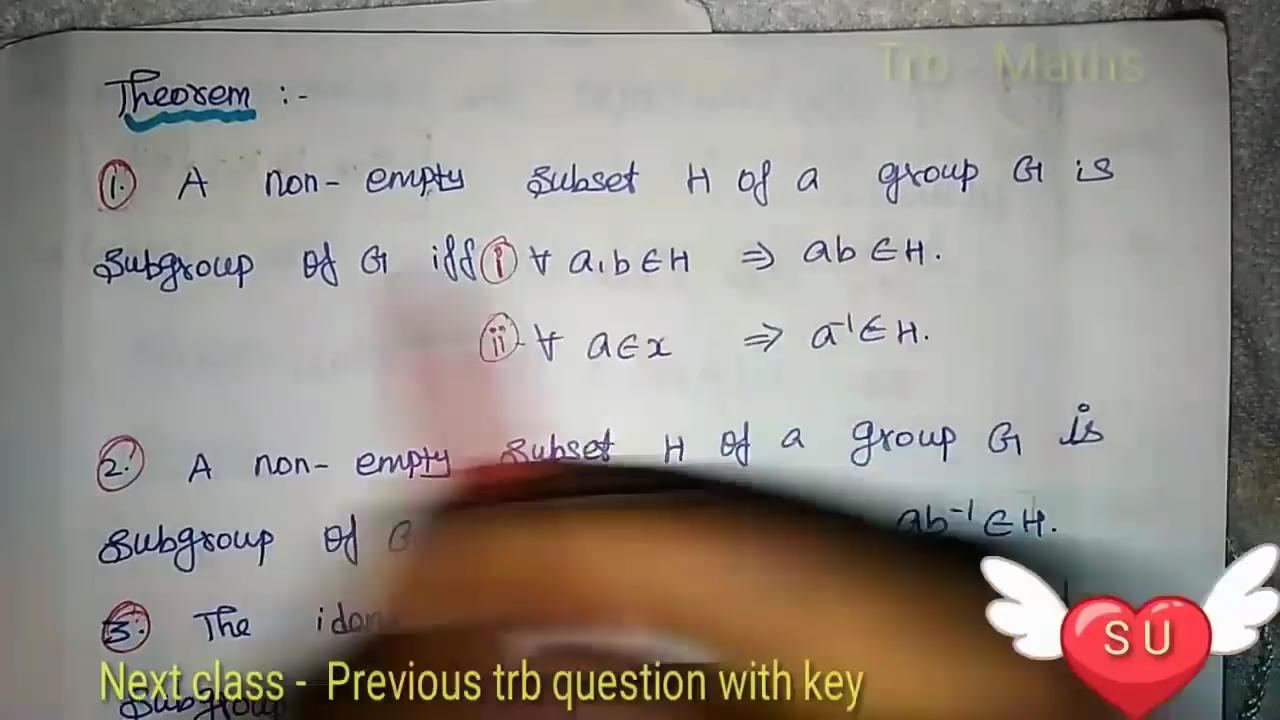 Trb - Maths
Theorem :-
1. A non-empty subset H of a group G is
subgroup of G iff (i) ∀ a,b∈H ⇒ ab∈H.
(ii) ∀ a∈x ⇒ a⁻¹∈H.
2. A non-empty subset H of a group G is
subgroup of ab⁻¹∈H.
3. The
Next class - Previous trb question with key
S U